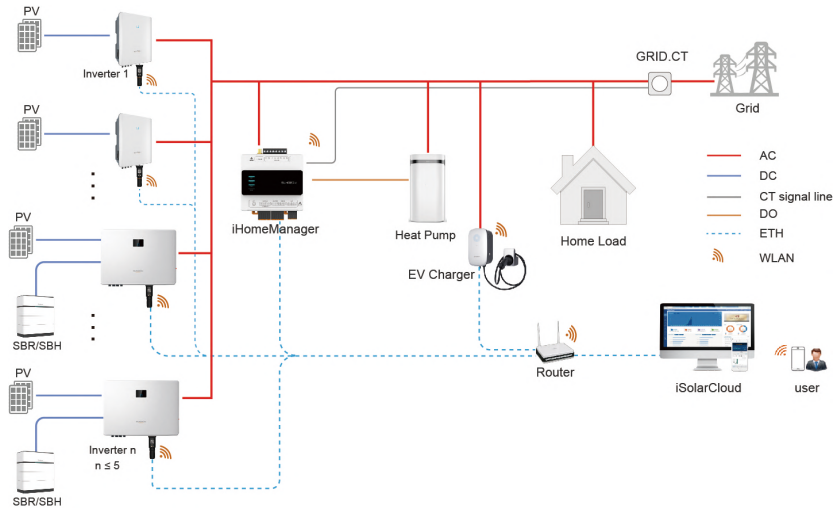 PV
Inverter 1
PV
PV
SBR/SBH
PV
Inverter n
n ≤ 5
SBR/SBH
iHomeManager
Heat Pump
EV Charger
Home Load
GRID.CT
Grid
AC
DC
CT signal line
DO
ETH
WLAN
Router
iSolarCloud
user